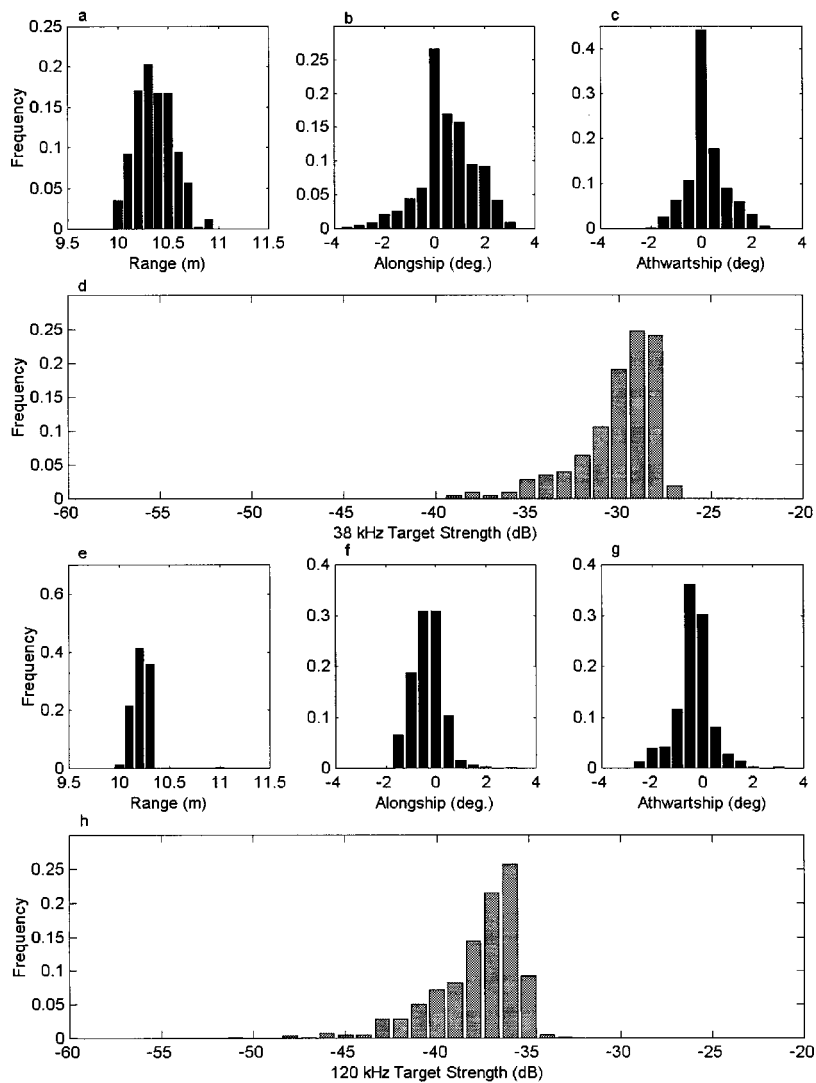 a
b
c
0.25
0.2
0.15
0.1
0.05
0
Frequency
9.5 10 10.5 11 11.5
Range (m)
0.25
0.2
0.15
0.1
0.05
0
-4 -2 0 2 4
Alongship (deg.)
0.4
0.3
0.2
0.1
0
-4 -2 0 2 4
Athwartship (deg)
d
0.25
0.2
0.15
0.1
0.05
0
Frequency
-60 -55 -50 -45 -40 -35 -30 -25 -20
38 kHz Target Strength (dB)
e
f
g
0.6
0.4
0.2
0
Frequency
9.5 10 10.5 11 11.5
Range (m)
0.4
0.3
0.2
0.1
0
-4 -2 0 2 4
Alongship (deg.)
0.4
0.3
0.2
0.1
0
-4 -2 0 2 4
Athwartship (deg)
h
0.25
0.2
0.15
0.1
0.05
0
Frequency
-60 -55 -50 -45 -40 -35 -30 -25 -20
120 kHz Target Strength (dB)